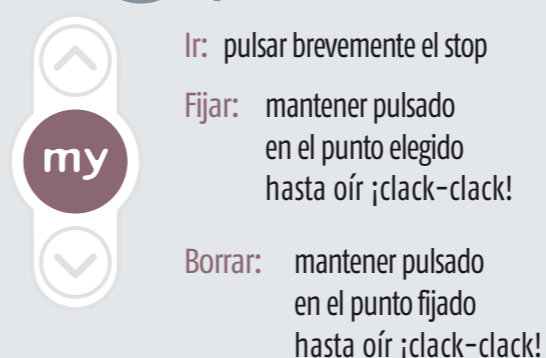 my
Ir: pulsar brevemente el stop
Fijar: mantener pulsado
en el punto elegido
hasta oír ¡clack-clack!
Borrar: mantener pulsado
en el punto fijado
hasta oír ¡clack-clack!